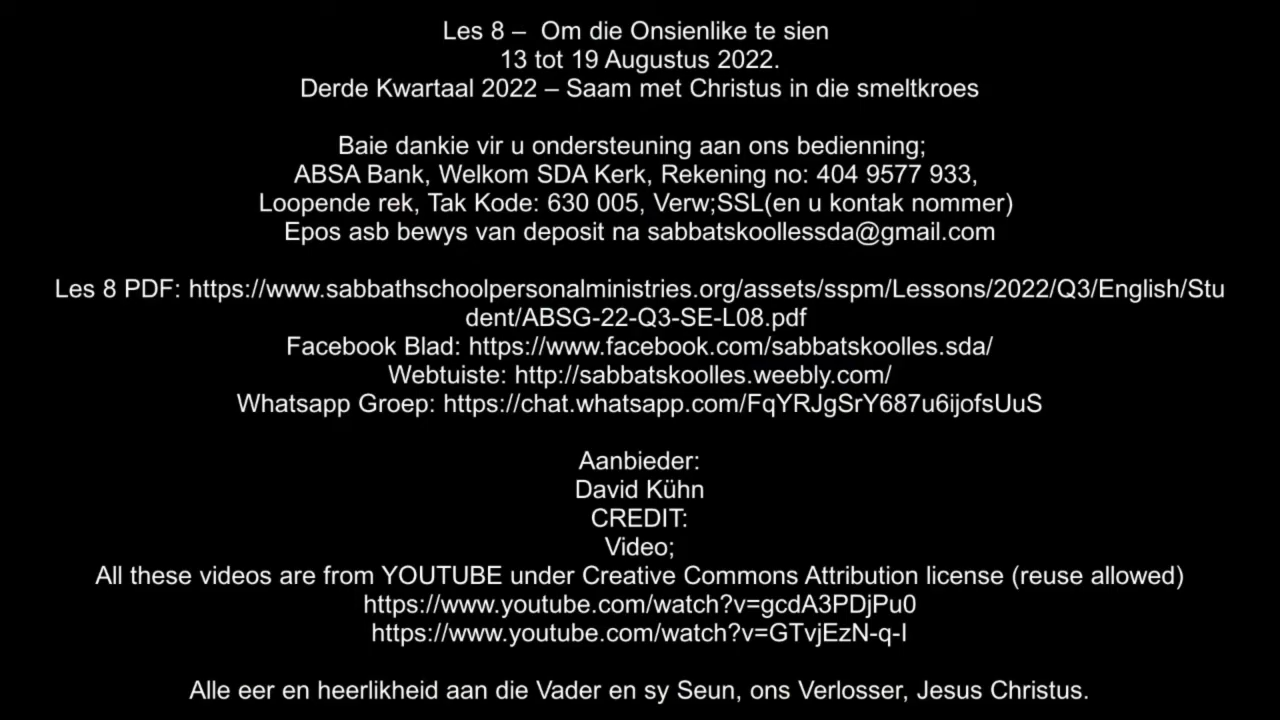 Les 8 – Om die Onsienlike te sien
13 tot 19 Augustus 2022.
Derde Kwartaal 2022 – Saam met Christus in die smeltkroes
Baie dankie vir u ondersteuning aan ons bedienning;
ABSA Bank, Welkom SDA Kerk, Rekening no: 404 9577 933,
Loopende rek, Tak Kode: 630 005, Verw;SSL(en u kontak nommer)
Epos asb bewys van deposit na sabbatskoollessda@gmail.com
Les 8 PDF: https://www.sabbathschoolpersonalministries.org/assets/sspm/Lessons/2022/Q3/English/Stu
dent/ABSG-22-Q3-SE-L08.pdf
Facebook Blad: https://www.facebook.com/sabbatskoolles.sda/
Webtuiste: http://sabbatskoolles.weebly.com/
Whatsapp Groep: https://chat.whatsapp.com/FqYRJgSrY687u6ijofsUuS
Aanbieder:
David Kühn
CREDIT:
Video;
All these videos are from YOUTUBE under Creative Commons Attribution license (reuse allowed)
https://www.youtube.com/watch?v=gcdA3PDjPu0
https://www.youtube.com/watch?v=GTvjEzN-q-I
Alle eer en heerlikheid aan die Vader en sy Seun, ons Verlosser, Jesus Christus.